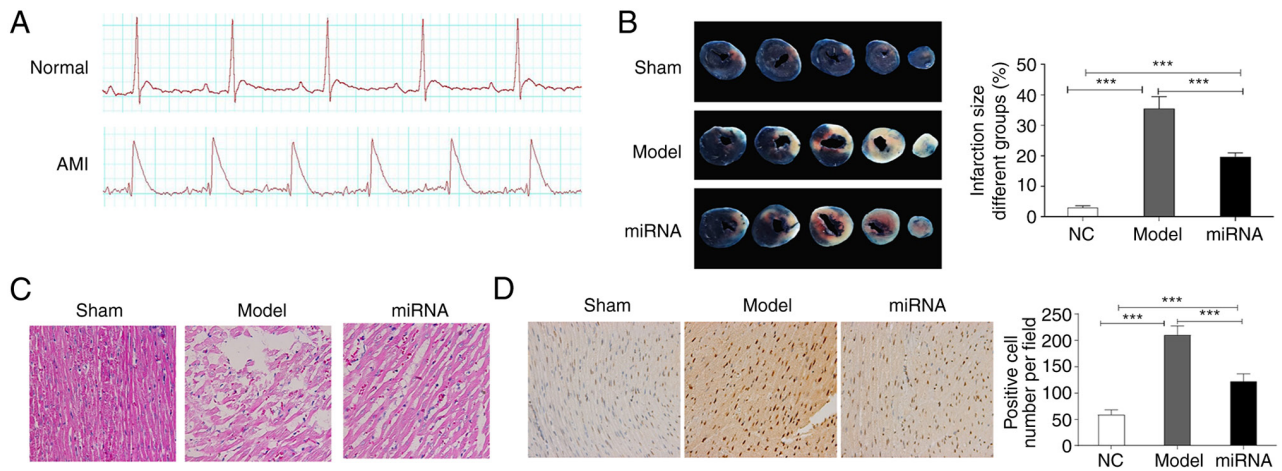 A
Normal
AMI
B
Sham
Model
miRNA
Infarction size
different groups (%)
50
40
30
20
10
0
***
***
***
NC Model miRNA
C
Sham Model miRNA
D
Sham Model miRNA
Positive cell
number per field
250
200
150
100
50
0
***
***
***
NC Model miRNA